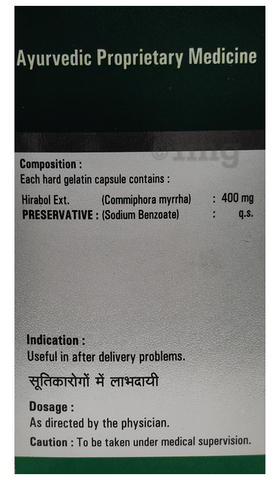 Ayurvedic Proprietary Medicine
Composition :
Each hard gelatin capsule contains :
Hirabol Ext. (Commiphora myrrha) : 400 mg
PRESERVATIVE : (Sodium Benzoate) : q.s.
Indication :
Useful in after delivery problems.
सूतिकारोगों में लाभदायी
Dosage :
As directed by the physician.
Caution : To be taken under medical supervision.